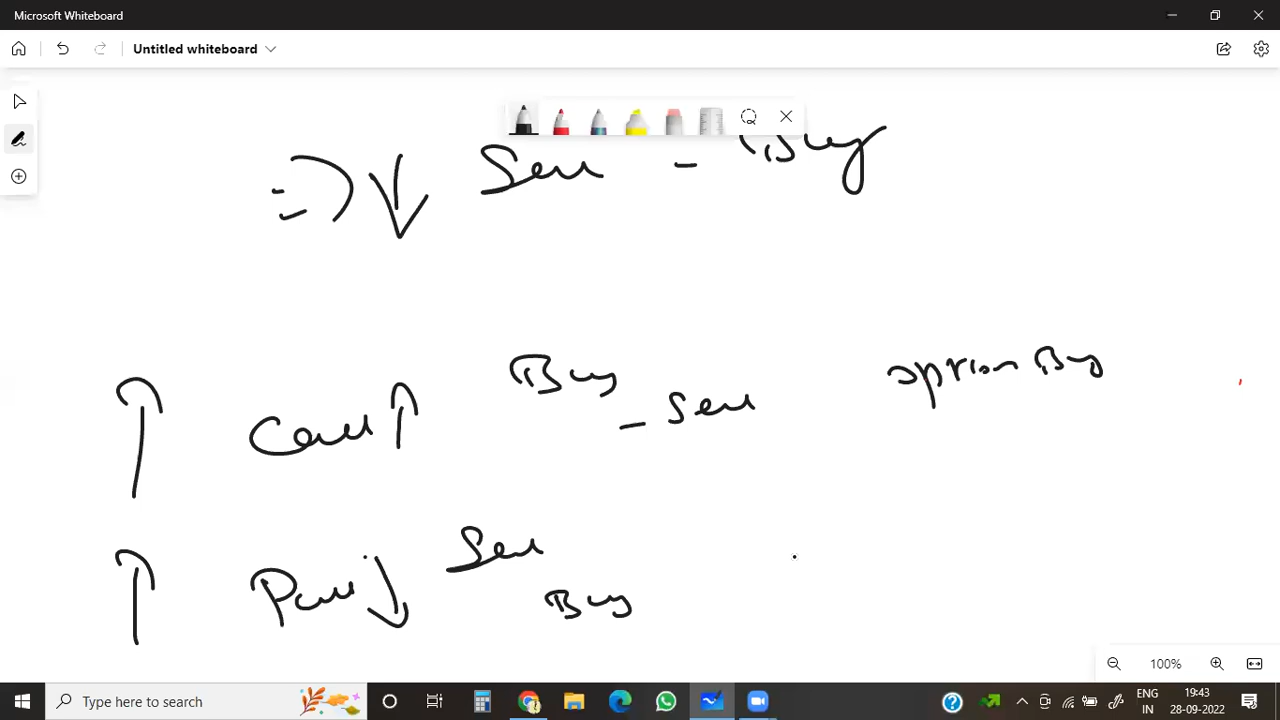 Microsoft Whiteboard
Untitled whiteboard
=> ↓ Sell - Buy
↑ Call ↑ Buy - Sell option Buy
↑ ↓ Sell
Buy
100%
Type here to search
ENG
IN
19:43
28-09-2022